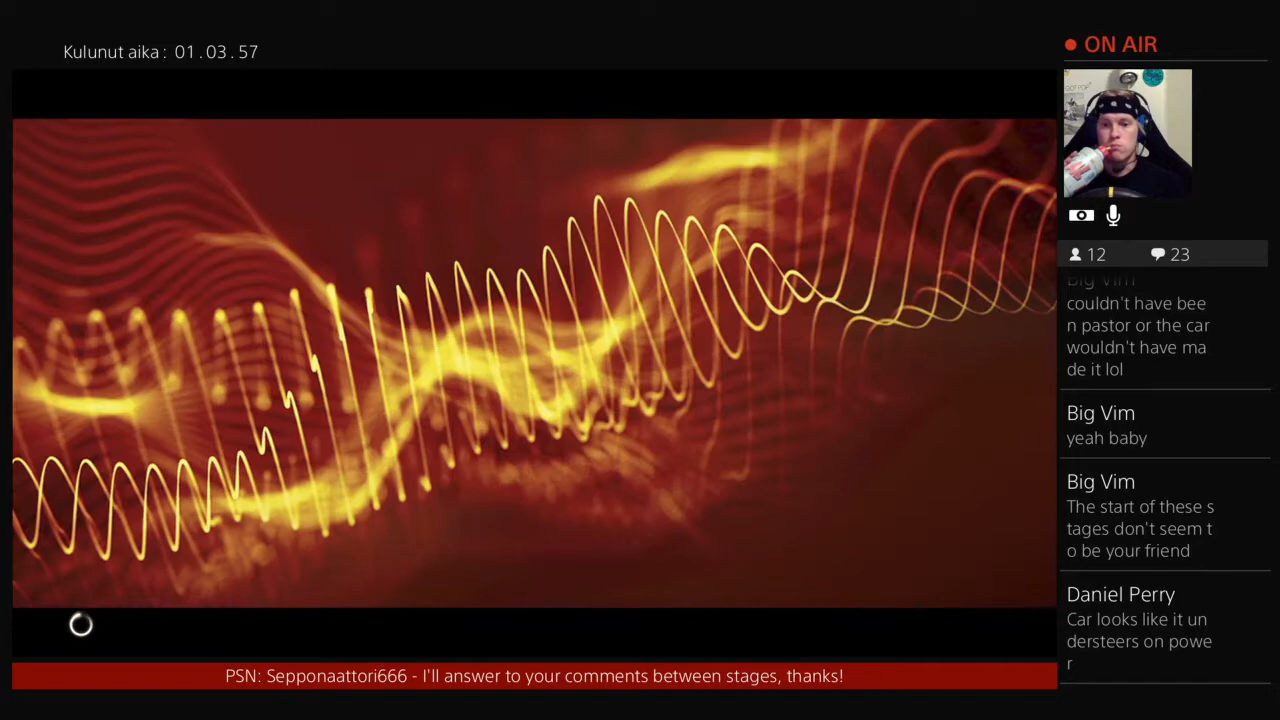 Kulunut aika: 01.03.57
ON AIR
12 23
Big Vim
couldn't have bee
n pastor or the car
wouldn't have ma
de it lol
Big Vim
yeah baby
Big Vim
The start of these s
tages don't seem t
o be your friend
Daniel Perry
Car looks like it un
dersteers on powe
r
PSN: Sepponaattori666 - I'll answer to your comments between stages, thanks!